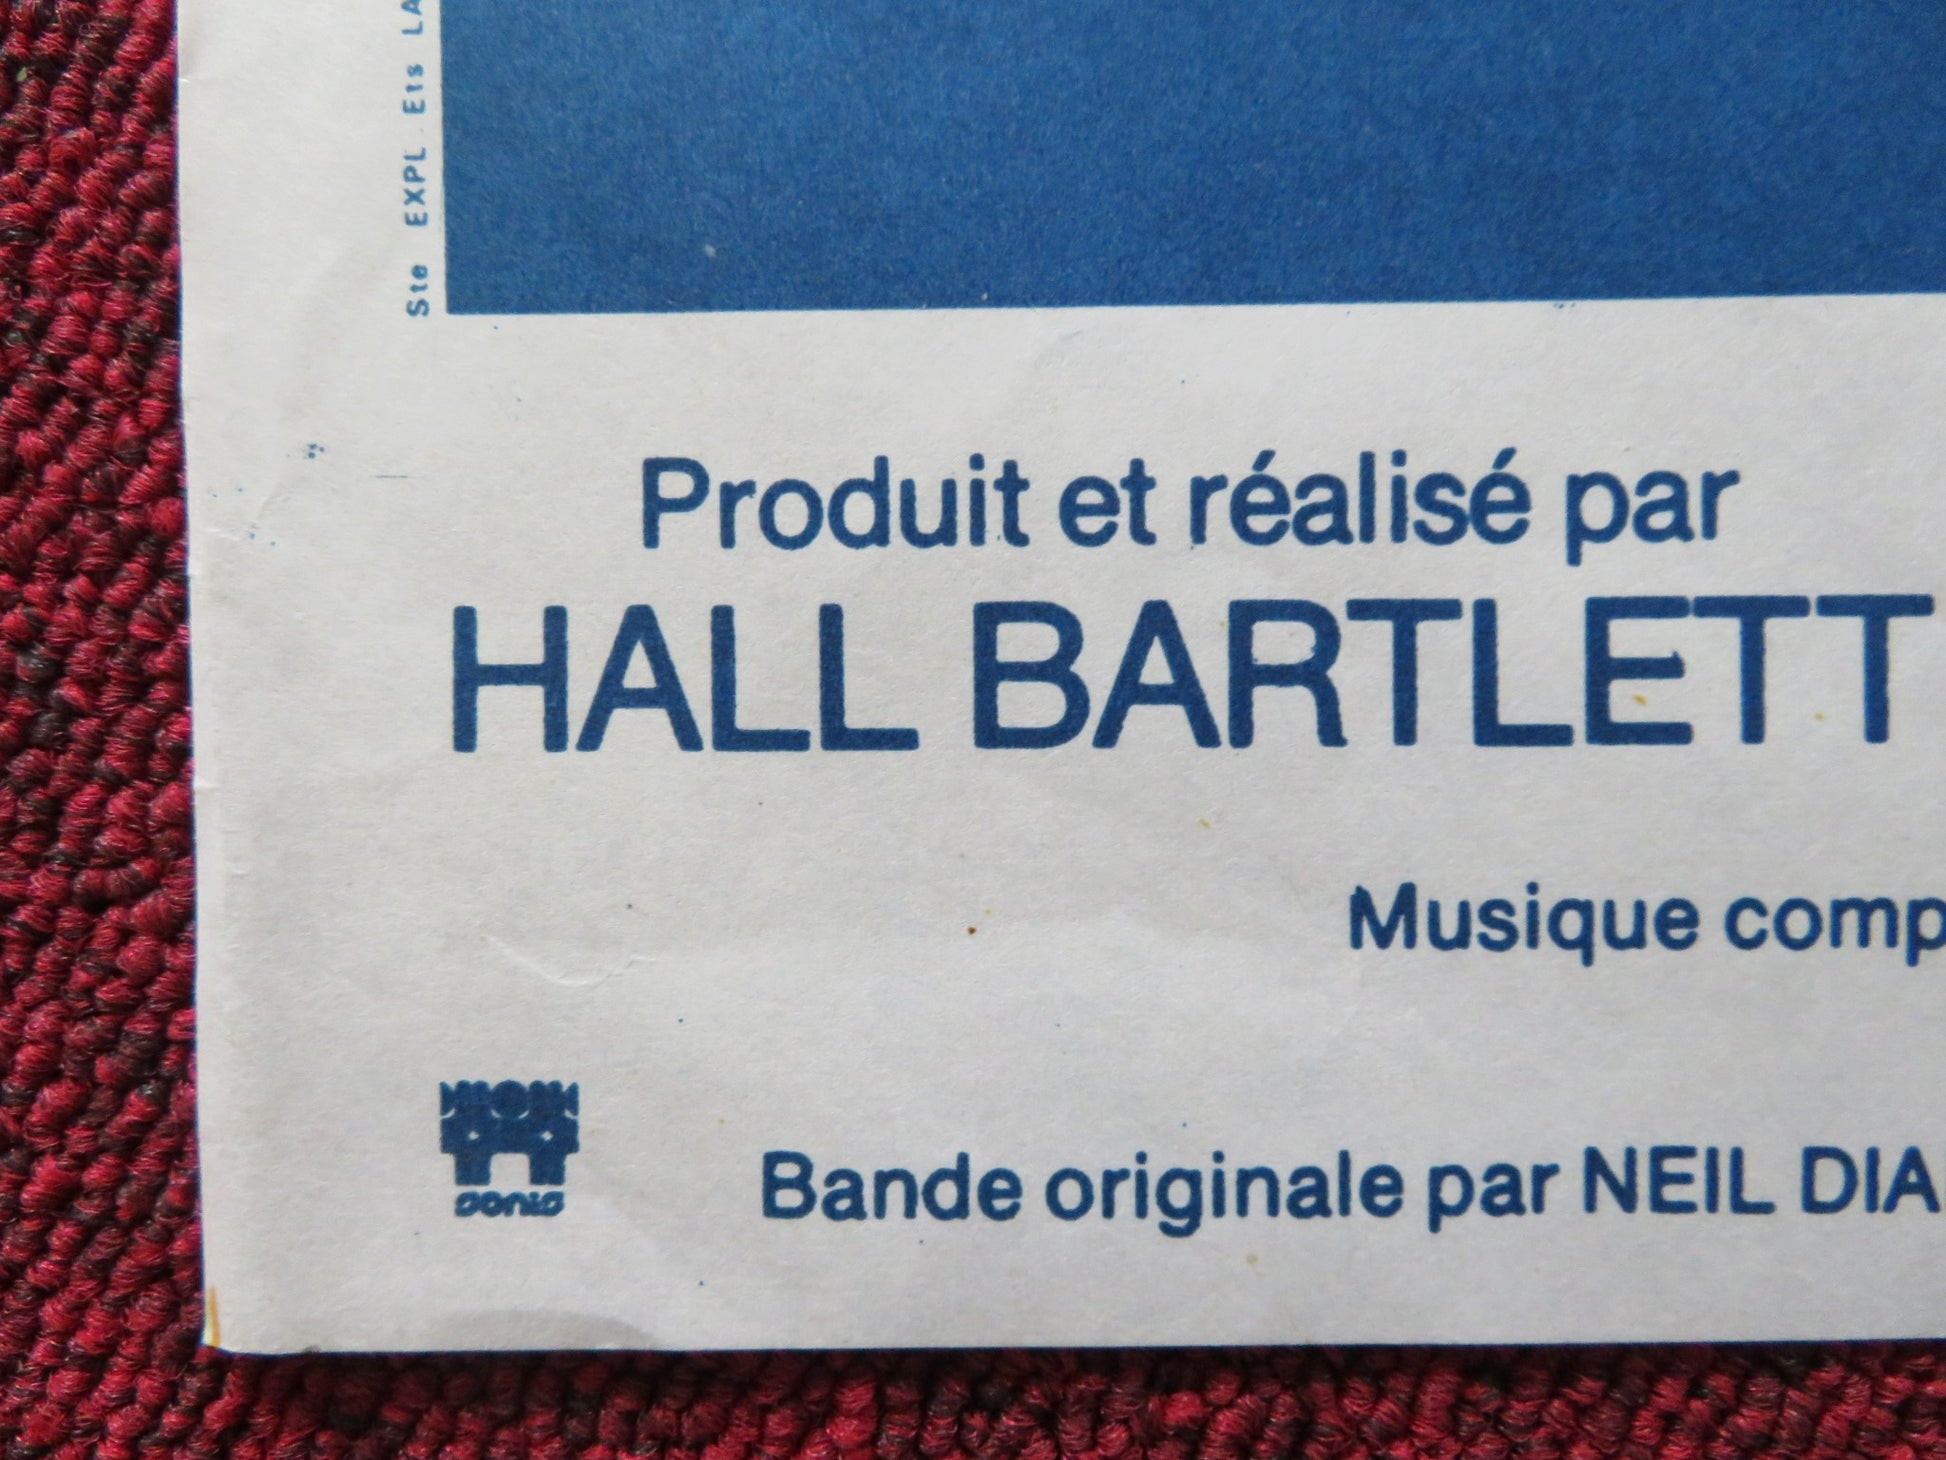 Ste EXPL. Ets LA
Produit et réalisé par
HALL BARTLETT
Musique comp
Bande originale par NEIL DIA